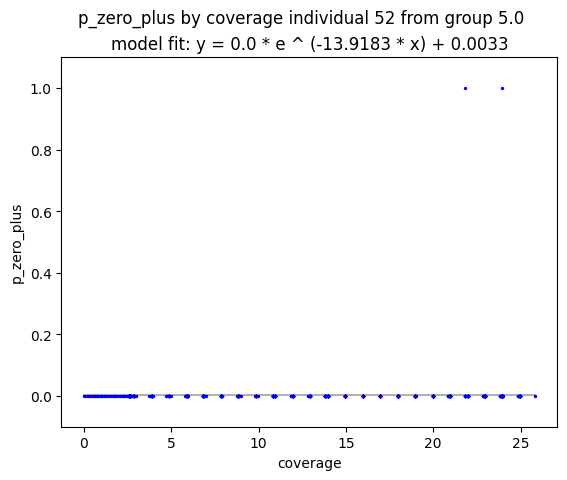 p_zero_plus by coverage individual 52 from group 5.0
model fit: y = 0.0 * e ^ (-13.9183 * x) + 0.0033
1.0
0.8
0.6
0.4
0.2
0.0
p_zero_plus
0 5 10 15 20 25
coverage